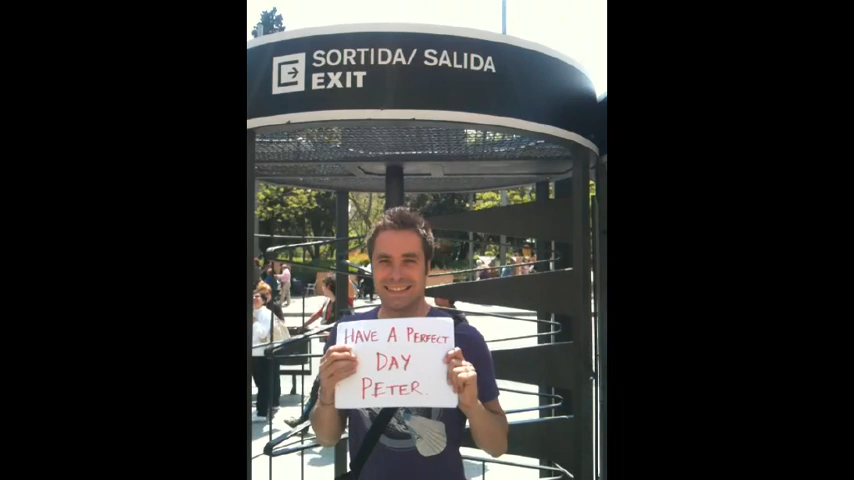 SORTIDA/ SALIDA
EXIT
HAVE A PERFECT
DAY
PETER.